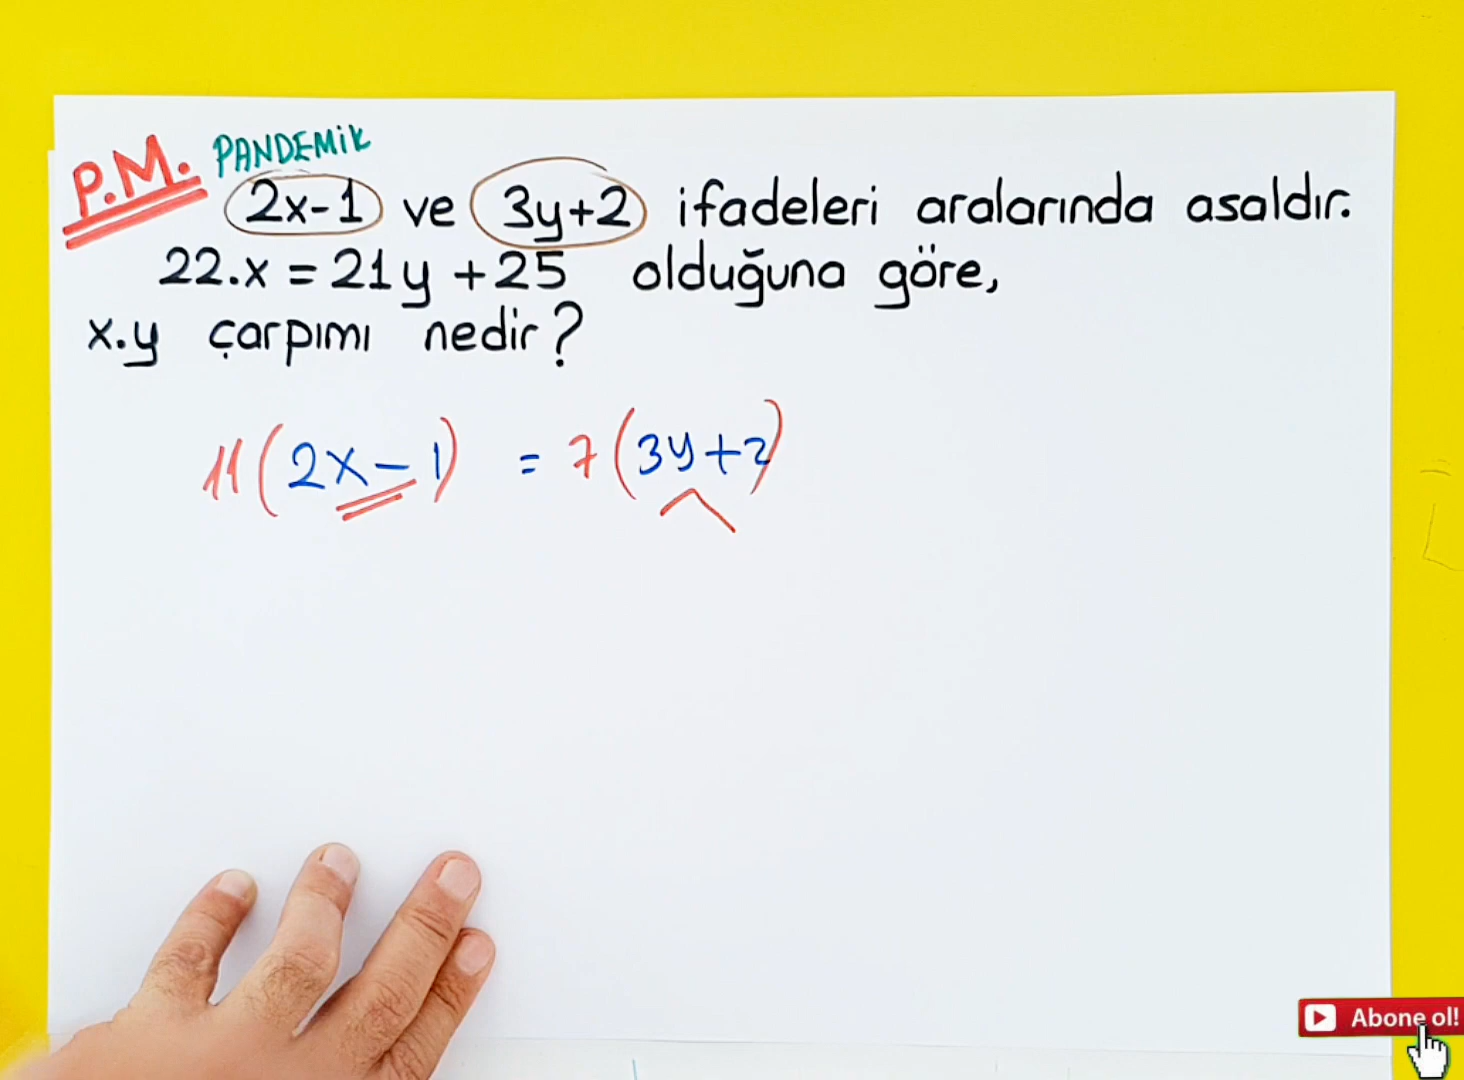 P.M. PANDEMİK
2x-1 ve 3y+2 ifadeleri aralarında asaldır.
22.x = 21y +25 olduğuna göre,
x.y çarpımı nedir?
11(2x-1) = 7(3y+2)
Abone ol!